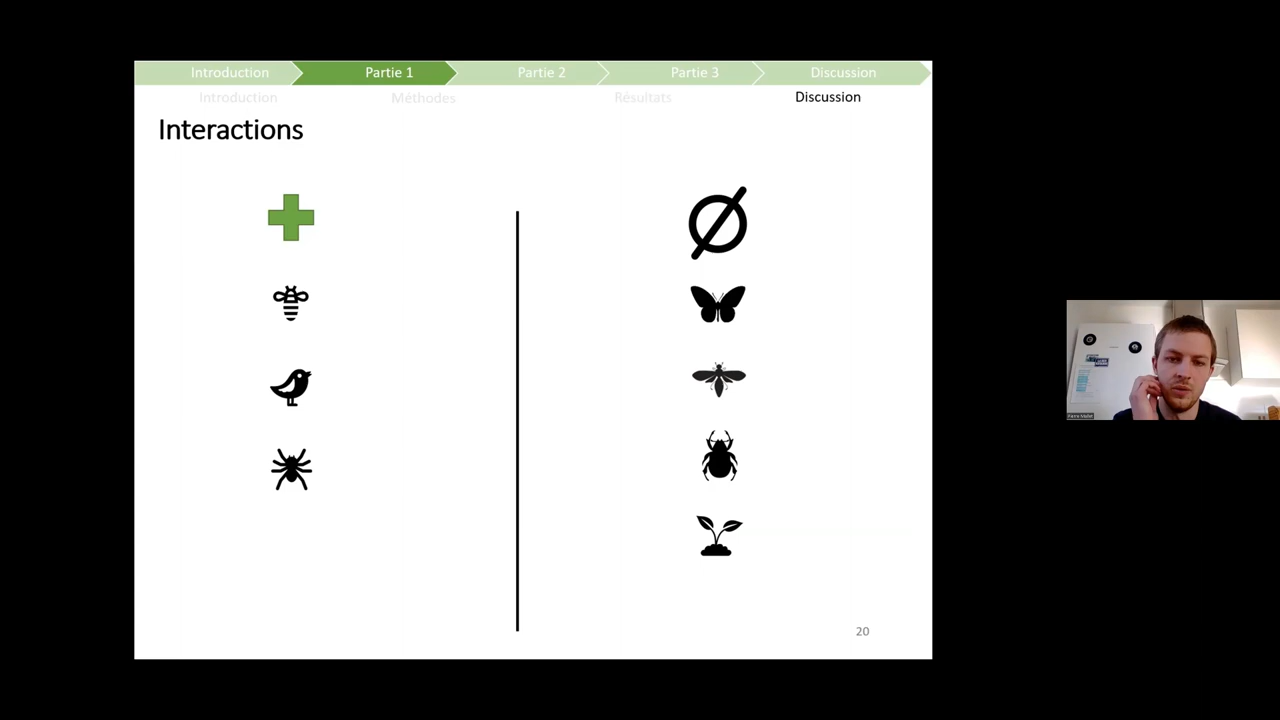 Introduction Partie 1 Partie 2 Partie 3 Discussion
Introduction Méthodes Résultats Discussion
Interactions
20